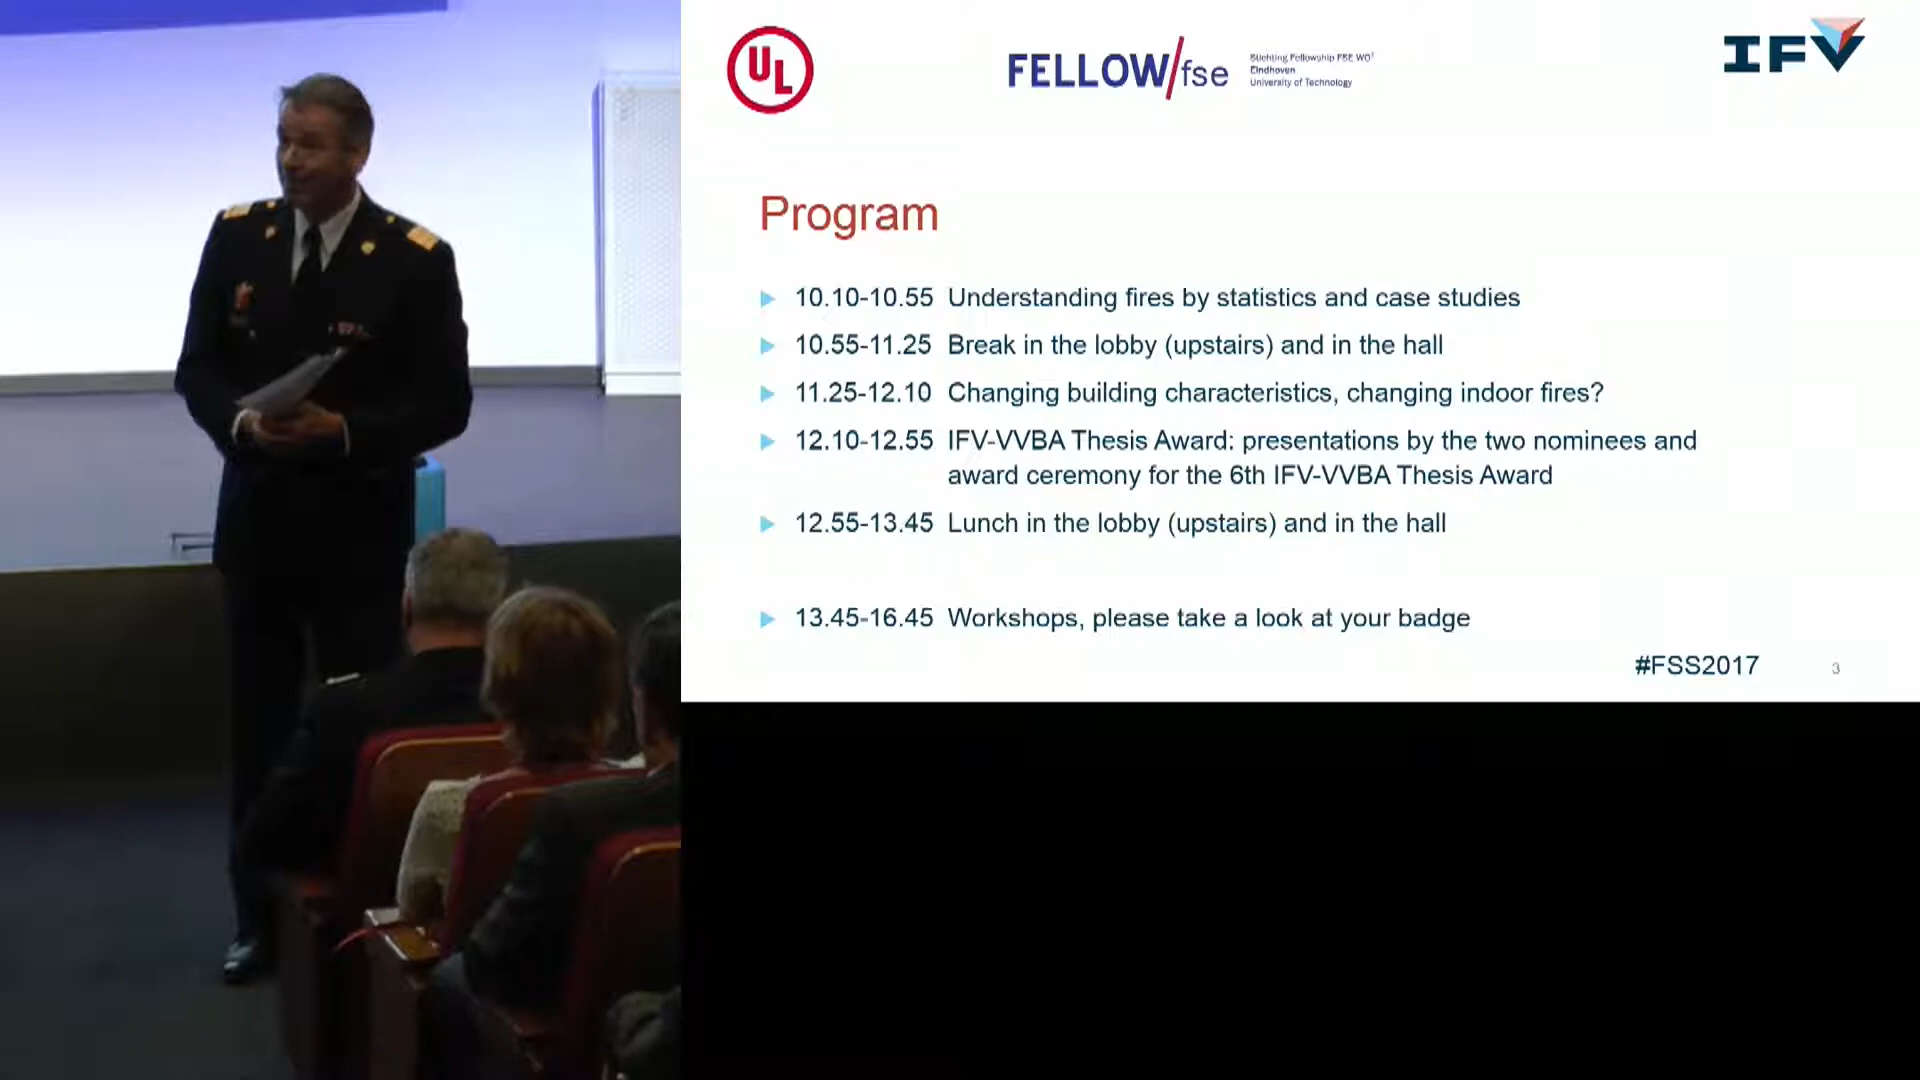 UL
FELLOW/fse
Stichting Fellowship FSE WO²
Eindhoven
University of Technology
IFV
Program
10.10-10.55 Understanding fires by statistics and case studies
10.55-11.25 Break in the lobby (upstairs) and in the hall
11.25-12.10 Changing building characteristics, changing indoor fires?
12.10-12.55 IFV-VVBA Thesis Award: presentations by the two nominees and
award ceremony for the 6th IFV-VVBA Thesis Award
12.55-13.45 Lunch in the lobby (upstairs) and in the hall
13.45-16.45 Workshops, please take a look at your badge
#FSS2017
3